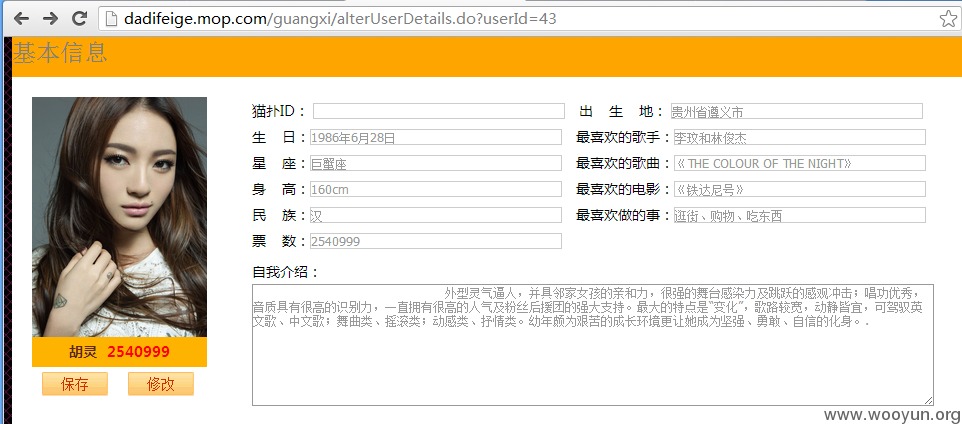 dadifeige.mop.com/guangxi/alterUserDetails.do?userId=43
基本信息
猫扑ID：
出 生 地：贵州省遵义市
生 日：1986年6月28日
最喜欢的歌手：李玟和林俊杰
星 座：巨蟹座
最喜欢的歌曲：《THE COLOUR OF THE NIGHT》
身 高：160cm
最喜欢的电影：《铁达尼号》
民 族：汉
最喜欢做的事：逛街、购物、吃东西
票 数：2540999
自我介绍：
外型灵气逼人，并具邻家女孩的亲和力，很强的舞台感染力及跳跃的感观冲击；唱功优秀，
音质具有很高的识别力，一直拥有很高的人气及粉丝后援团的强大支持。最大的特点是“变化”，歌路较宽，动静皆宜，可驾驭英
文歌、中文歌；舞曲类、摇滚类；动感类、抒情类。幼年颇为艰苦的成长环境更让她成为坚强、勇敢、自信的化身。.
胡灵 2540999
保存 修改
www.wooyun.org